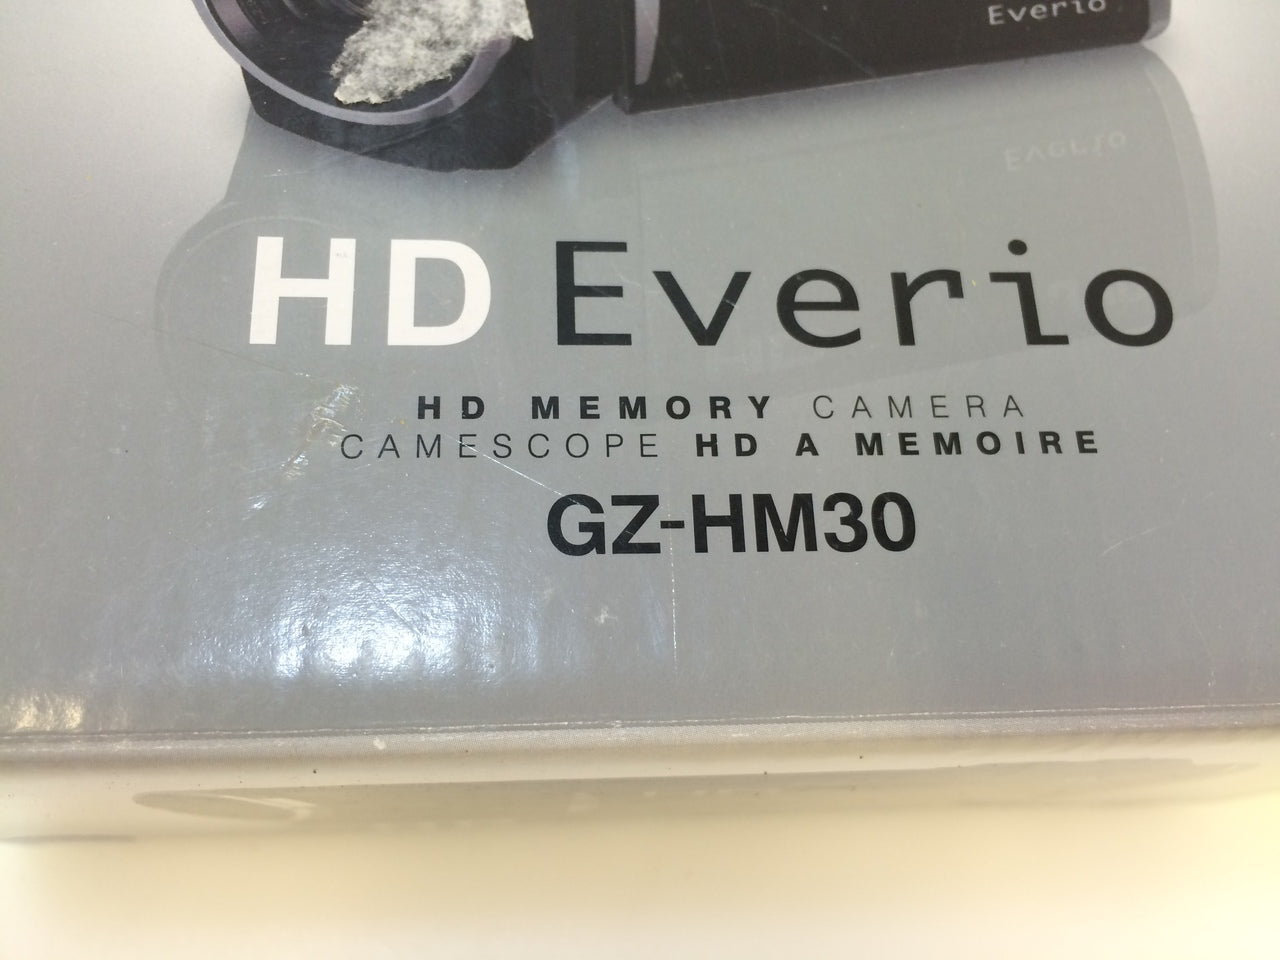 Everio
HD Everio
HD MEMORY CAMERA
CAMESCOPE HD A MEMOIRE
GZ-HM30